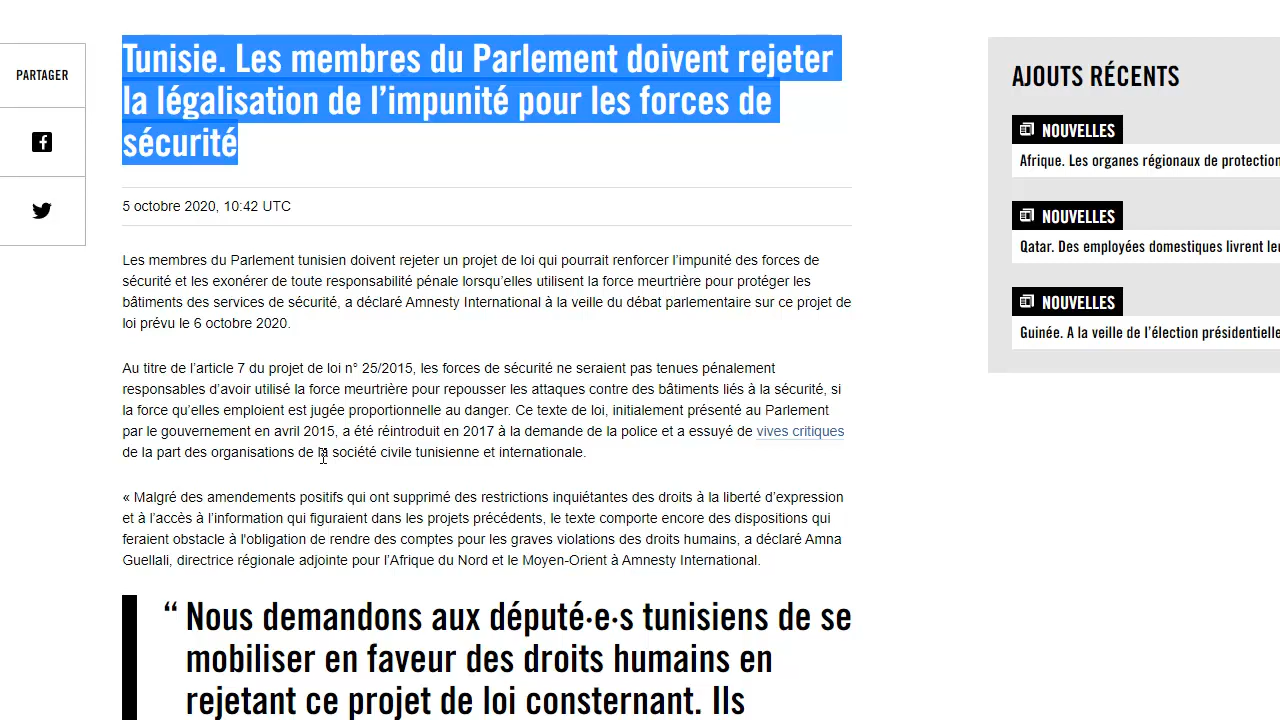 PARTAGER
Tunisie. Les membres du Parlement doivent rejeter
la légalisation de l’impunité pour les forces de
sécurité
5 octobre 2020, 10:42 UTC
Les membres du Parlement tunisien doivent rejeter un projet de loi qui pourrait renforcer l’impunité des forces de
sécurité et les exonérer de toute responsabilité pénale lorsqu’elles utilisent la force meurtrière pour protéger les
bâtiments des services de sécurité, a déclaré Amnesty International à la veille du débat parlementaire sur ce projet de
loi prévu le 6 octobre 2020.
Au titre de l’article 7 du projet de loi n° 25/2015, les forces de sécurité ne seraient pas tenues pénalement
responsables d’avoir utilisé la force meurtrière pour repousser les attaques contre des bâtiments liés à la sécurité, si
la force qu’elles emploient est jugée proportionnelle au danger. Ce texte de loi, initialement présenté au Parlement
par le gouvernement en avril 2015, a été réintroduit en 2017 à la demande de la police et a essuyé de vives critiques
de la part des organisations de la société civile tunisienne et internationale.
« Malgré des amendements positifs qui ont supprimé des restrictions inquiétantes des droits à la liberté d’expression
et à l’accès à l’information qui figuraient dans les projets précédents, le texte comporte encore des dispositions qui
feraient obstacle à l'obligation de rendre des comptes pour les graves violations des droits humains, a déclaré Amna
Guellali, directrice régionale adjointe pour l’Afrique du Nord et le Moyen-Orient à Amnesty International.
“ Nous demandons aux député·e·s tunisiens de se
mobiliser en faveur des droits humains en
rejetant ce projet de loi consternant. Ils
AJOUTS RÉCENTS
NOUVELLES
Afrique. Les organes régionaux de protection
NOUVELLES
Qatar. Des employées domestiques livrent leu
NOUVELLES
Guinée. A la veille de l’élection présidentielle